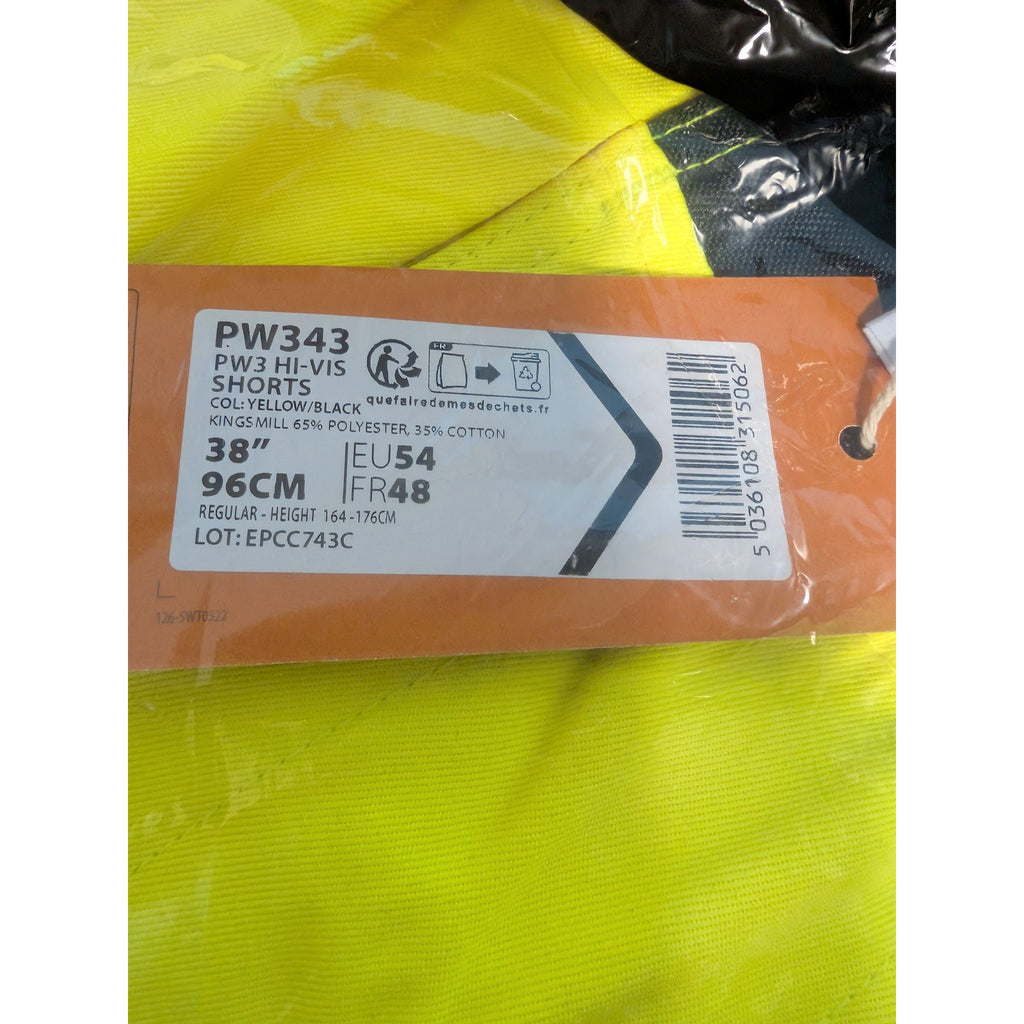 PW343
PW3 HI-VIS
SHORTS
COL: YELLOW/BLACK
KINGSMILL 65% POLYESTER, 35% COTTON
FR
quefairedemesdechets.fr
38”
96CM
EU54
FR48
REGULAR - HEIGHT 164-176CM
LOT: EPCC743C
5 036108 315062
L
126-SWT0522